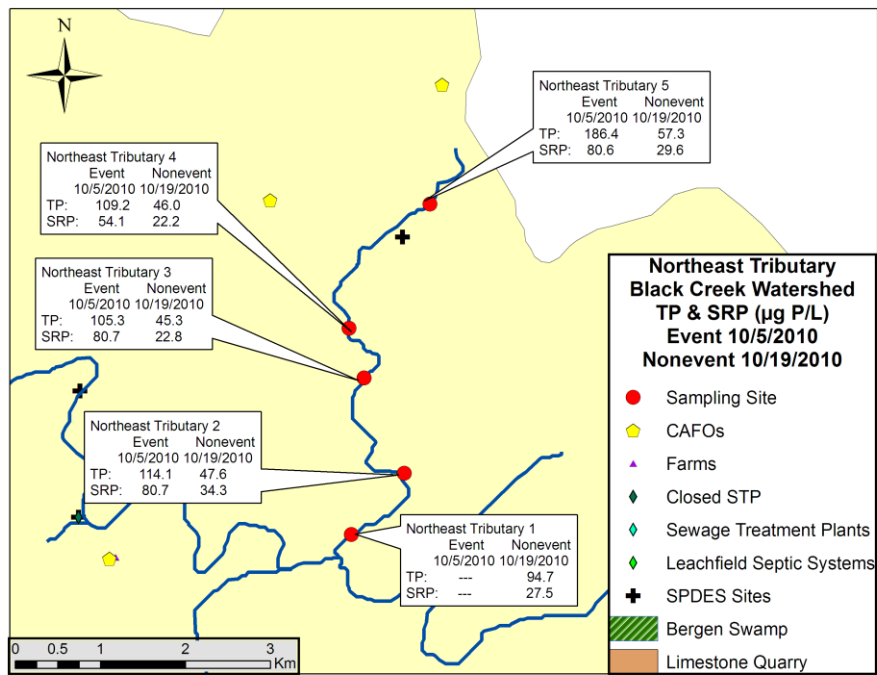 N
Northeast Tributary 5
Event Nonevent
10/5/2010 10/19/2010
TP: 186.4 57.3
SRP: 80.6 29.6
Northeast Tributary 4
Event Nonevent
10/5/2010 10/19/2010
TP: 109.2 46.0
SRP: 54.1 22.2
Northeast Tributary 3
Event Nonevent
10/5/2010 10/19/2010
TP: 105.3 45.3
SRP: 80.7 22.8
Northeast Tributary 2
Event Nonevent
10/5/2010 10/19/2010
TP: 114.1 47.6
SRP: 80.7 34.3
Northeast Tributary 1
Event Nonevent
10/5/2010 10/19/2010
TP: --- 94.7
SRP: --- 27.5
Northeast Tributary
Black Creek Watershed
TP & SRP (µg P/L)
Event 10/5/2010
Nonevent 10/19/2010
Sampling Site
CAFOs
Farms
Closed STP
Sewage Treatment Plants
Leachfield Septic Systems
SPDES Sites
Bergen Swamp
Limestone Quarry
0 0.5 1 2 3
Km